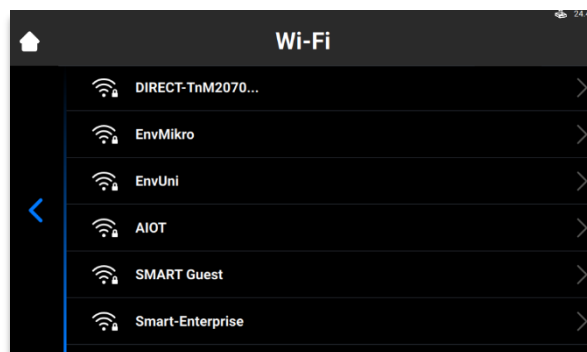 Wi-Fi
DIRECT-TnM2070...
EnvMikro
EnvUni
AIOT
SMART Guest
Smart-Enterprise